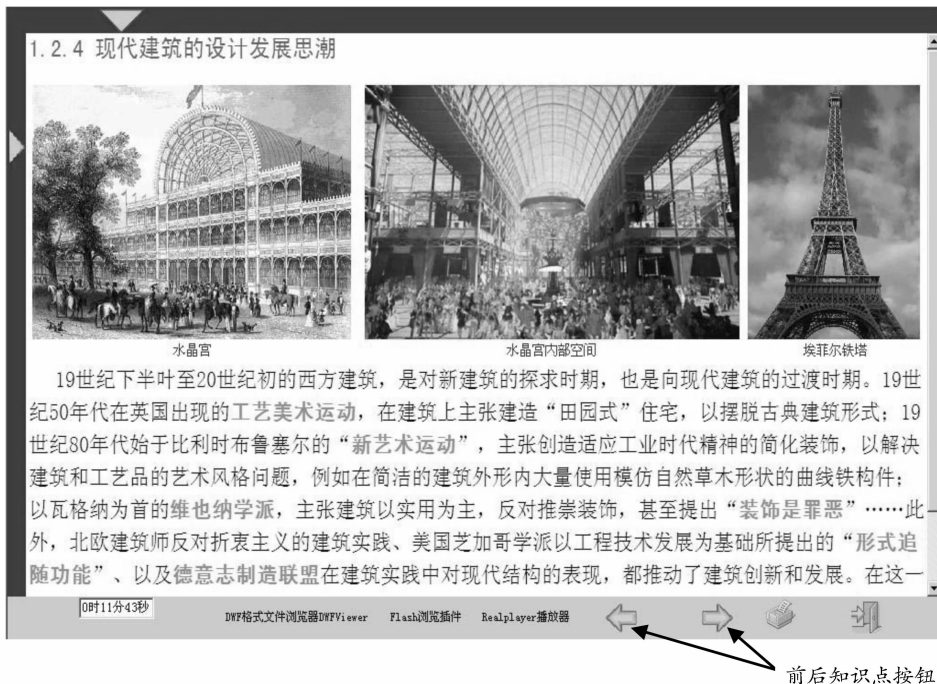 1.2.4 现代建筑的设计发展思潮
水晶宫
水晶宫内部空间
埃菲尔铁塔
19世纪下半叶至20世纪初的西方建筑，是对新建筑的探求时期，也是向现代建筑的过渡时期。19世
纪50年代在英国出现的工艺美术运动，在建筑上主张建造“田园式”住宅，以摆脱古典建筑形式；19
世纪80年代始于比利时布鲁塞尔的“新艺术运动”，主张创造适应工业时代精神的简化装饰，以解决
建筑和工艺品的艺术风格问题，例如在简洁的建筑外形内大量使用模仿自然草木形状的曲线铁构件；
以瓦格纳为首的维也纳学派，主张建筑以实用为主，反对推崇装饰，甚至提出“装饰是罪恶”……此
外，北欧建筑师反对折衷主义的建筑实践、美国芝加哥学派以工程技术发展为基础所提出的“形式追
随功能”、以及德意志制造联盟在建筑实践中对现代结构的表现，都推动了建筑创新和发展。在这一
0时11分43秒
DWF格式文件浏览器DWFViewer
Flash浏览插件
Realplayer播放器
前后知识点按钮